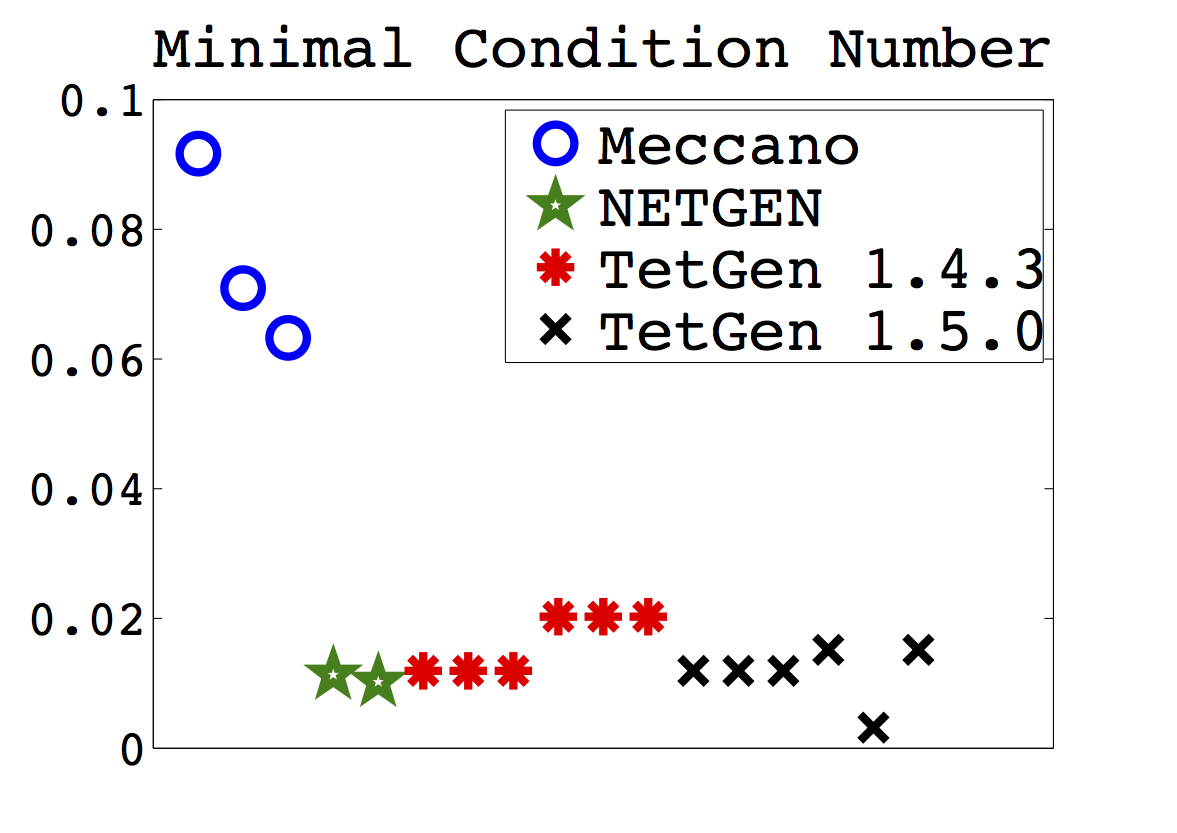 Minimal Condition Number
0.1
0.08
0.06
0.04
0.02
0
Meccano
NETGEN
TetGen 1.4.3
TetGen 1.5.0